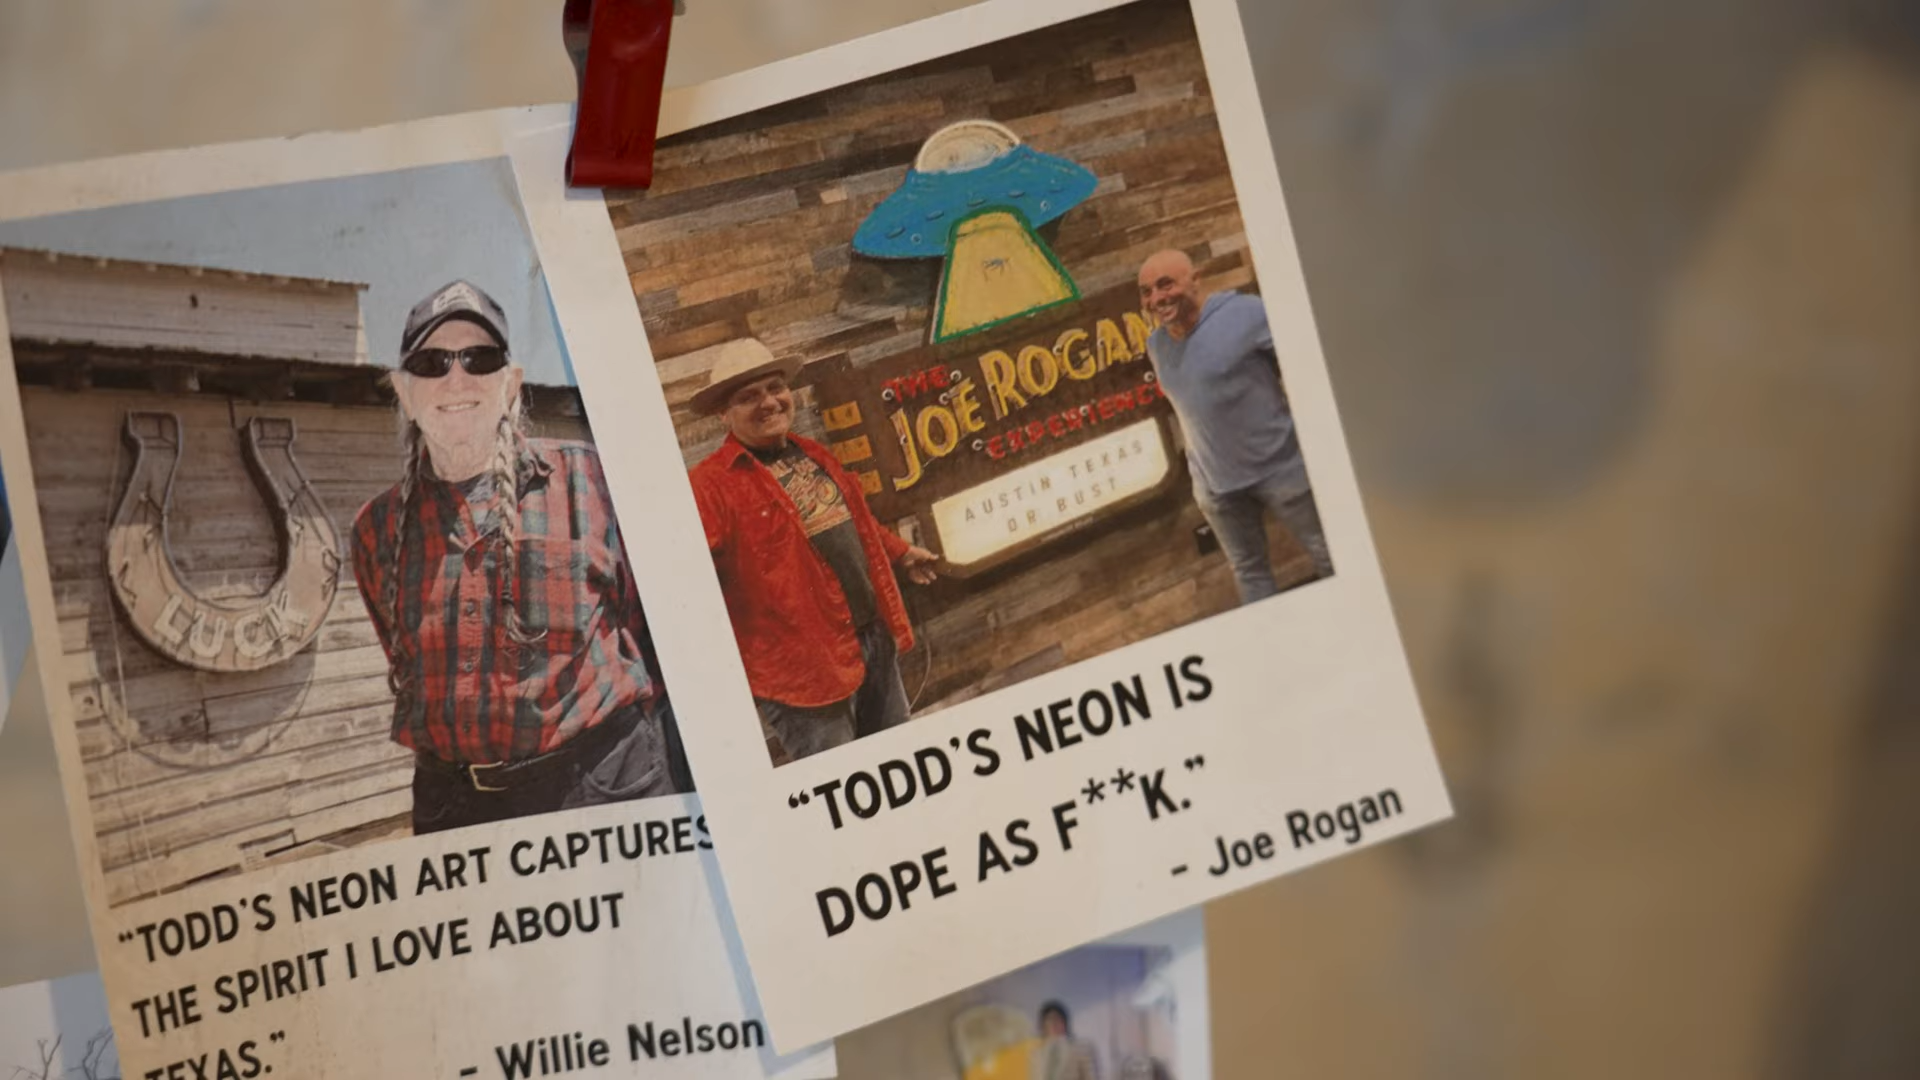 LUCK
"TODD'S NEON ART CAPTURES
THE SPIRIT I LOVE ABOUT
TEXAS."
- Willie Nelson
THE
JOE ROGAN
EXPERIENCE
AUSTIN TEXAS
OR BUST
"TODD'S NEON IS
DOPE AS F**K."
- Joe Rogan